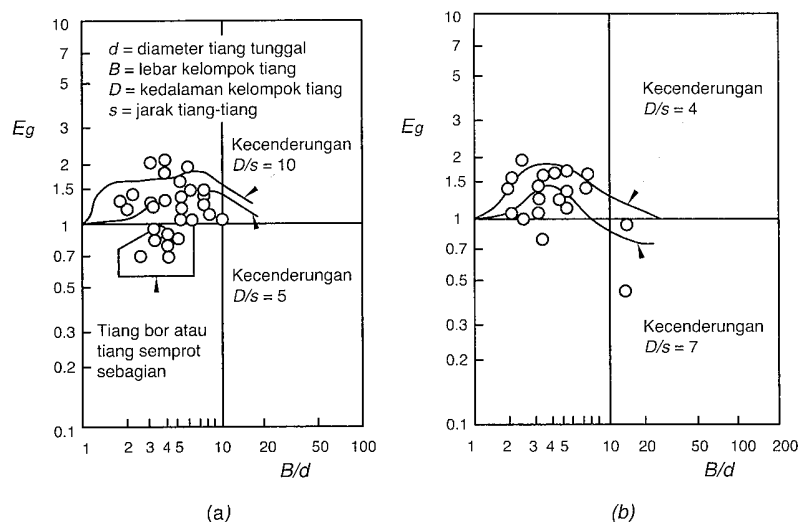 10
7
5
3
2
1.5
1
0.7
0.5
0.3
0.2
0.1
Eg
d = diameter tiang tunggal
B = lebar kelompok tiang
D = kedalaman kelompok tiang
s = jarak tiang-tiang
Kecenderungan
D/s = 10
Kecenderungan
D/s = 5
Tiang bor atau
tiang semprot
sebagian
1 2 3 4 5 10 20 50 100
B/d
(a)
10
7
5
3
2
1.5
1
0.7
0.5
0.3
0.2
0.1
Eg
Kecenderungan
D/s = 4
Kecenderungan
D/s = 7
1 2 3 4 5 10 20 50 100 200
B/d
(b)